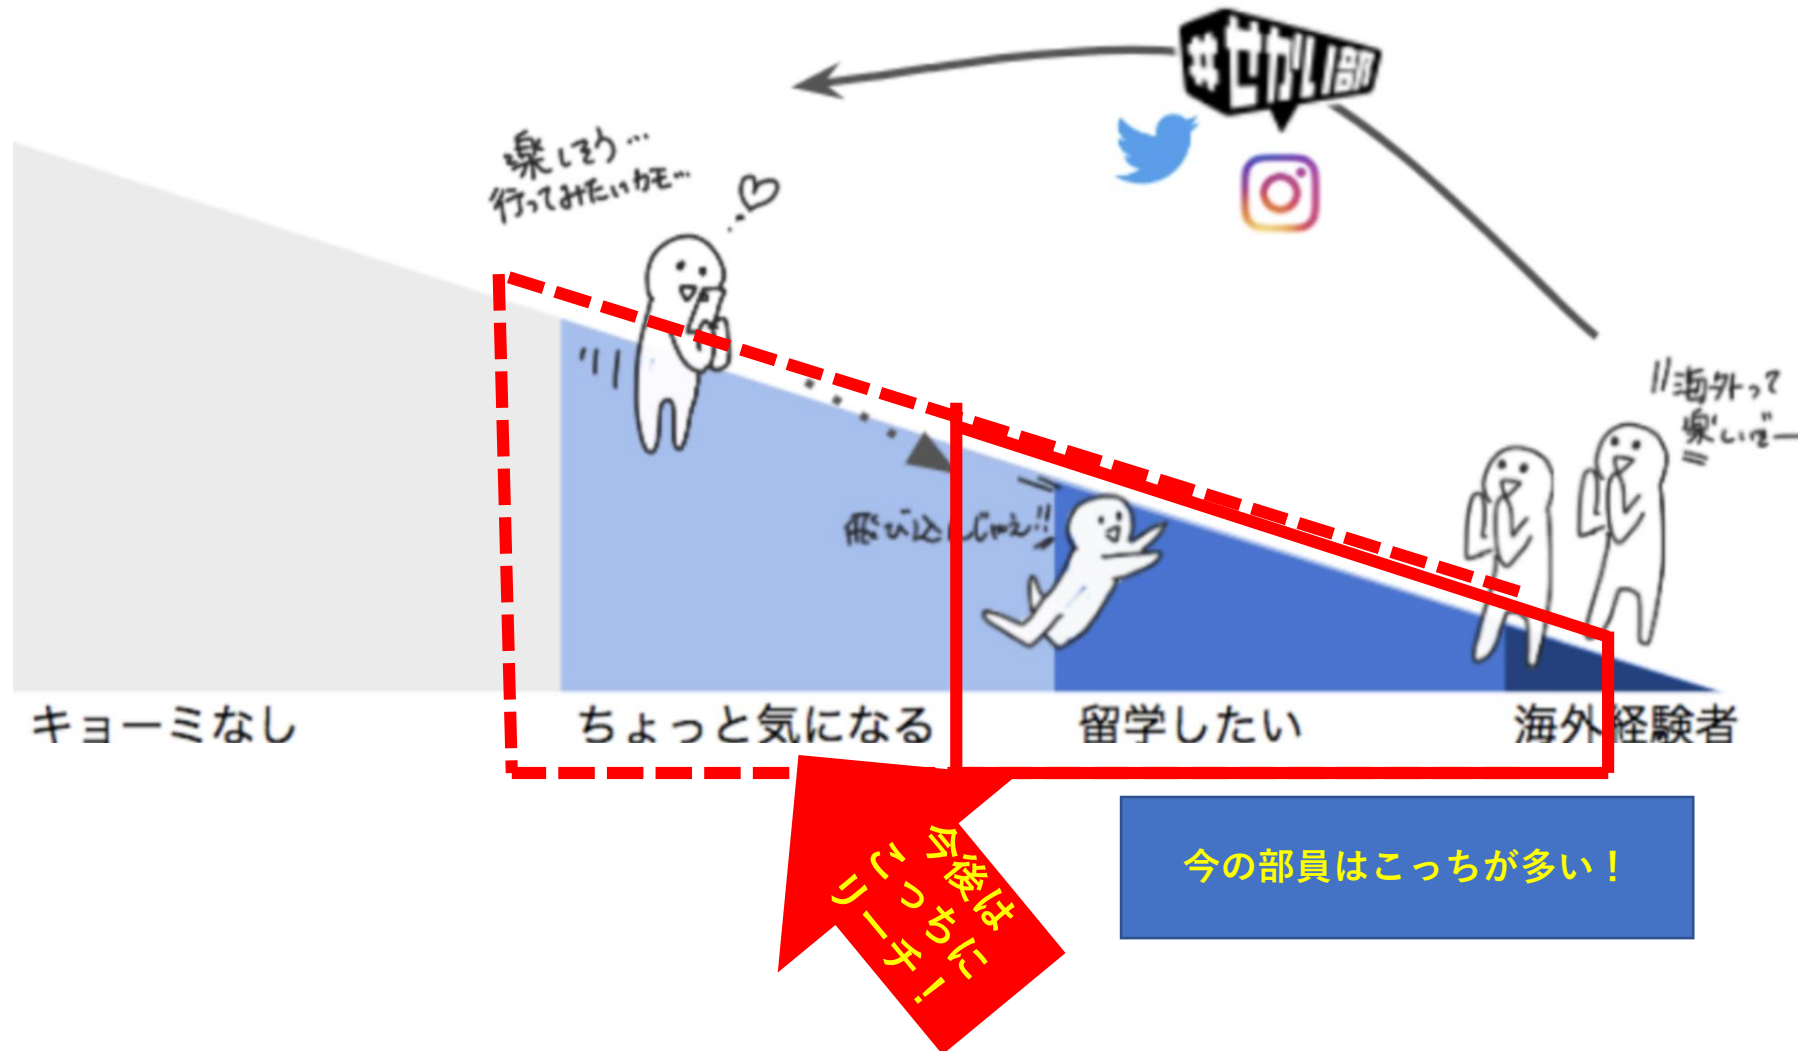 #せかい部
楽しそう…
行ってみたいカモ…
海外って
楽しいぞー
飛び込んじゃえ!!
キョーミなし
ちょっと気になる
留学したい
海外経験者
今後は
こっちに
リーチ！
今の部員はこっちが多い！